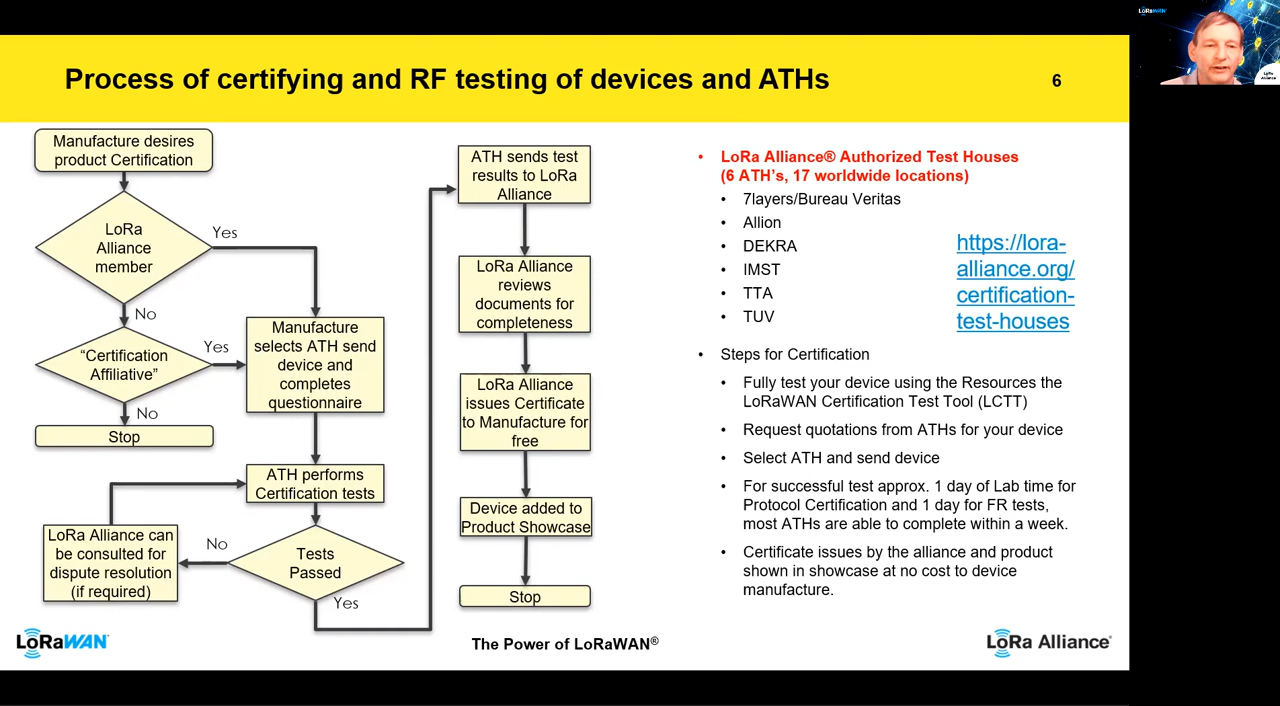 LoRaWAN
Process of certifying and RF testing of devices and ATHs
6
LoRa
Alliance
Manufacture desires
product Certification
LoRa
Alliance
member
Yes
No
“Certification
Affiliative”
Yes
No
Stop
Manufacture
selects ATH send
device and
completes
questionnaire
ATH performs
Certification tests
Tests
Passed
No
Yes
LoRa Alliance can
be consulted for
dispute resolution
(if required)
ATH sends test
results to LoRa
Alliance
LoRa Alliance
reviews
documents for
completeness
LoRa Alliance
issues Certificate
to Manufacture for
free
Device added to
Product Showcase
Stop
• LoRa Alliance® Authorized Test Houses
(6 ATH’s, 17 worldwide locations)
• 7layers/Bureau Veritas
• Allion
• DEKRA
• IMST
• TTA
• TUV
https://lora-
alliance.org/
certification-
test-houses
• Steps for Certification
• Fully test your device using the Resources the
LoRaWAN Certification Test Tool (LCTT)
• Request quotations from ATHs for your device
• Select ATH and send device
• For successful test approx. 1 day of Lab time for
Protocol Certification and 1 day for FR tests,
most ATHs are able to complete within a week.
• Certificate issues by the alliance and product
shown in showcase at no cost to device
manufacture.
LoRaWAN
The Power of LoRaWAN®
LoRa Alliance®